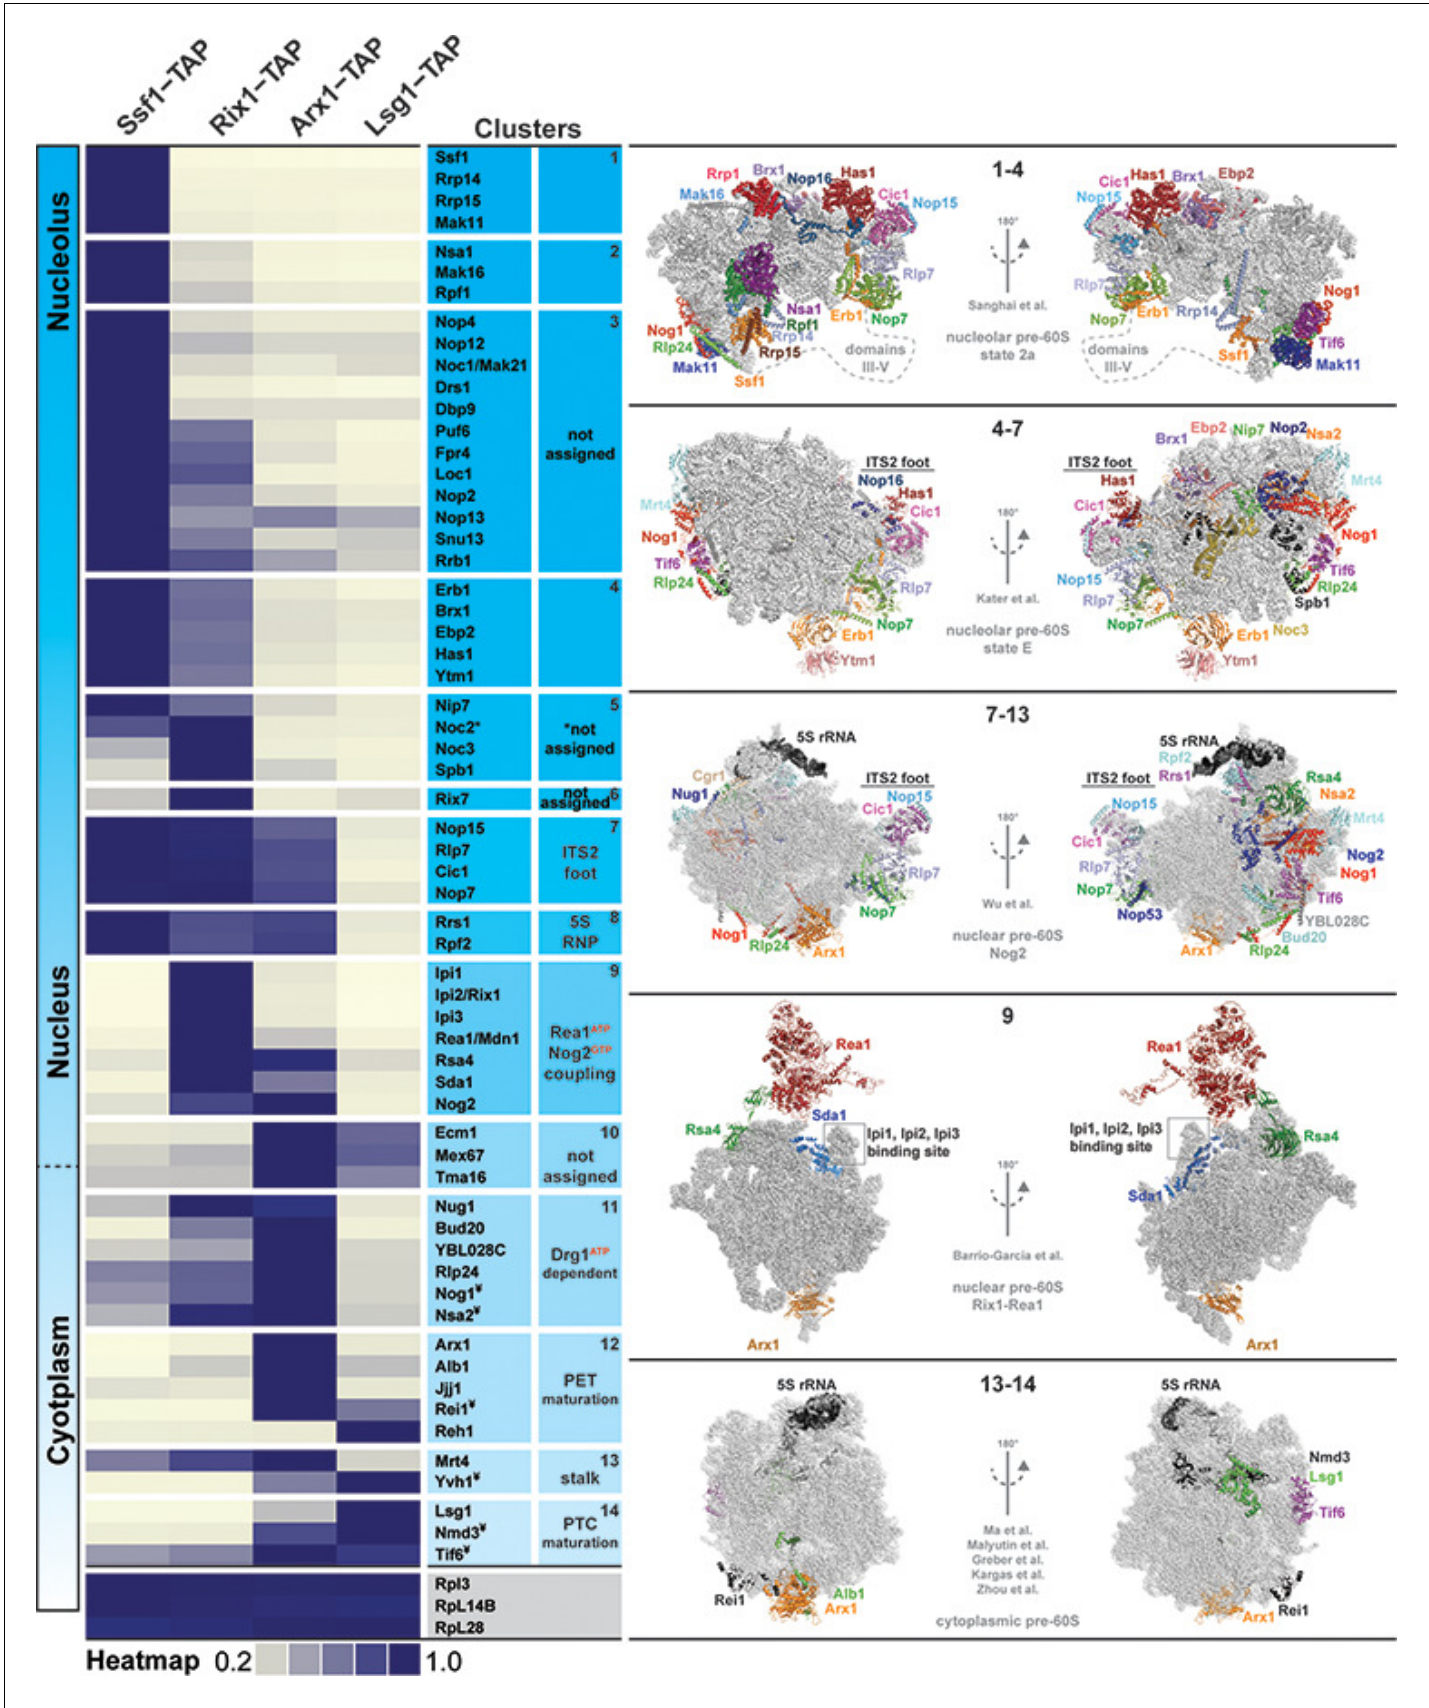 Ssf1–TAP
Rix1–TAP
Arx1–TAP
Lsg1–TAP
Clusters
Nucleolus
Nucleus
Cyotplasm
Ssf1
Rrp14
Rrp15
Mak11
1
Nsa1
Mak16
Rpf1
2
Nop4
Nop12
Noc1/Mak21
Drs1
Dbp9
Puf6
Fpr4
Loc1
Nop2
Nop13
Snu13
Rrb1
3
not
assigned
Erb1
Brx1
Ebp2
Has1
Ytm1
4
Nip7
Noc2*
Noc3
Spb1
5
*not
assigned
Rix7
6
not
assigned
Nop15
Rlp7
Cic1
Nop7
7
ITS2
foot
Rrs1
Rpf2
8
5S
RNP
Ipi1
Ipi2/Rix1
Ipi3
Rea1/Mdn1
Rsa4
Sda1
Nog2
9
Rea1ATP
Nog2GTP
coupling
Ecm1
Mex67
Tma16
10
not
assigned
Nug1
Bud20
YBL028C
Rlp24
Nog1¥
Nsa2¥
11
Drg1ATP
dependent
Arx1
Alb1
Jjj1
Rei1¥
Reh1
12
PET
maturation
Mrt4
Yvh1¥
13
stalk
Lsg1
Nmd3¥
Tif6¥
14
PTC
maturation
Rpl3
RpL14B
RpL28
Heatmap 0.2 1.0
1-4
Rrp1
Brx1
Nop16
Has1
Cic1
Nop15
Mak16
Rlp7
Nsa1
Rpf1
Rrp14
Rrp15
Erb1
Nop7
Nog1
Rlp24
Mak11
Ssf1
domains
III-V
180°
Sanghai et al.
nucleolar pre-60S
state 2a
Cic1
Has1
Brx1
Ebp2
Nop15
Rlp7
Nop7
Erb1
Rrp14
Ssf1
Nog1
Tif6
Mak11
domains
III-V
4-7
ITS2 foot
Nop16
Has1
Cic1
Mrt4
Nog1
Tif6
Rlp24
Rlp7
Erb1
Nop7
Ytm1
180°
Kater et al.
nucleolar pre-60S
state E
Brx1
Ebp2
Nip7
Nop2
Nsa2
ITS2 foot
Has1
Cic1
Mrt4
Nog1
Tif6
Rlp24
Spb1
Nop15
Rlp7
Nop7
Erb1
Noc3
Ytm1
7-13
5S rRNA
Cgr1
Nug1
ITS2 foot
Nop15
Cic1
Rlp7
Nop7
Nog1
Rlp24
Arx1
180°
Wu et al.
nuclear pre-60S
Nog2
5S rRNA
Rpf2
Rrs1
ITS2 foot
Nop15
Cic1
Rlp7
Nop7
Nop53
Rsa4
Nsa2
Mrt4
Nog2
Nog1
Tif6
YBL028C
Bud20
Rlp24
Arx1
9
Rea1
Sda1
Rsa4
Ipi1, Ipi2, Ipi3
binding site
Arx1
180°
Barrio-Garcia et al.
nuclear pre-60S
Rix1-Rea1
Rea1
Ipi1, Ipi2, Ipi3
binding site
Rsa4
Sda1
Arx1
13-14
5S rRNA
Rei1
Alb1
Arx1
180°
Ma et al.
Malyutin et al.
Greber et al.
Kargas et al.
Zhou et al.
cytoplasmic pre-60S
5S rRNA
Nmd3
Lsg1
Tif6
Arx1
Rei1